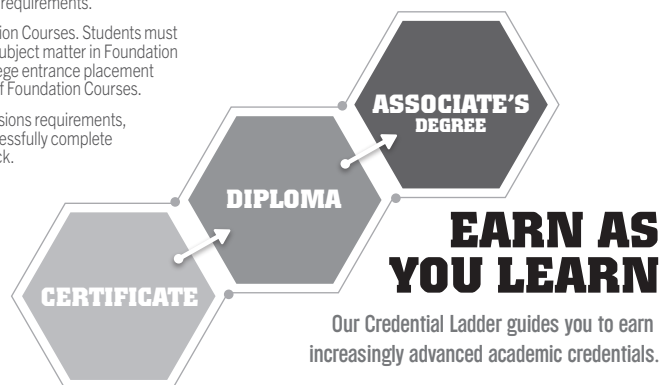 requirements.
ion Courses. Students must
ubject matter in Foundation
ege entrance placement
f Foundation Courses.
sions requirements,
essfully complete
k.
ASSOCIATE'S
DEGREE
DIPLOMA
CERTIFICATE
EARN AS
YOU LEARN
Our Credential Ladder guides you to earn
increasingly advanced academic credentials.